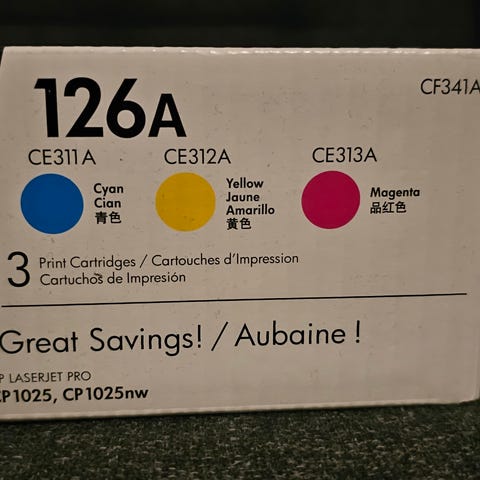 126A
CF341A
CE311A
CE312A
CE313A
Cyan
Cian
青色
Yellow
Jaune
Amarillo
黄色
Magenta
品红色
3 Print Cartridges / Cartouches d'Impression
Cartuchos de Impresión
Great Savings! / Aubaine !
P LASERJET PRO
CP1025, CP1025nw